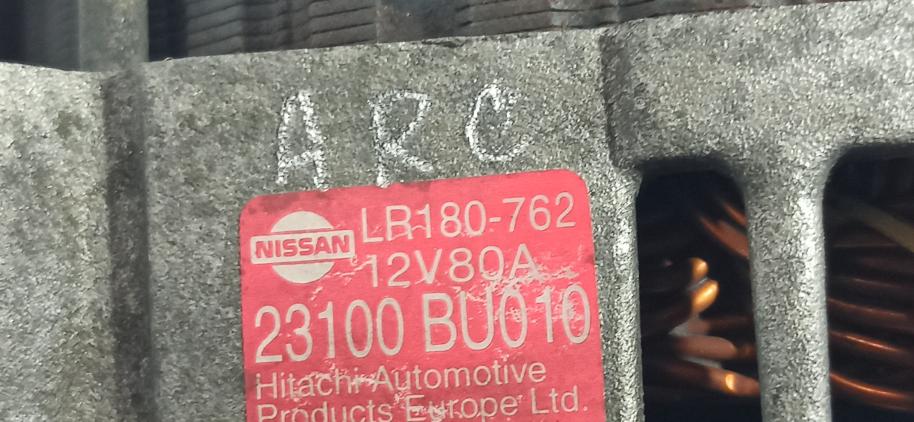 ARC
NISSAN
LR180-762
12V80A
23100 BU010
Hitachi Automotive
Products Europe Ltd.